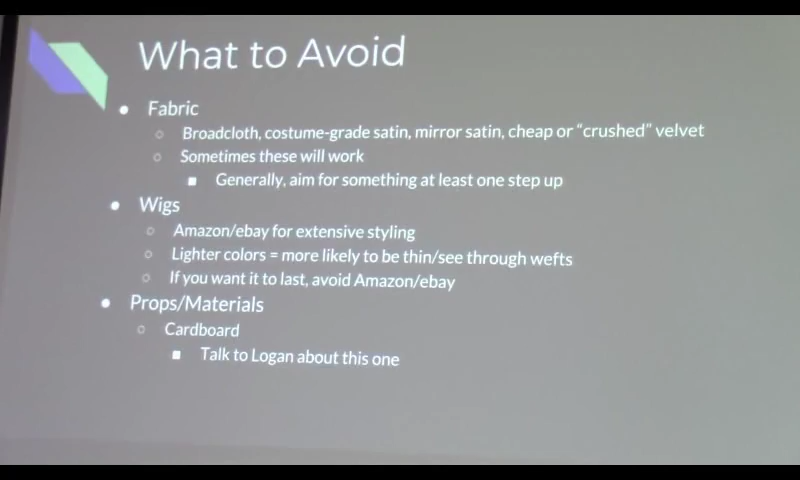 What to Avoid
Fabric
Broadcloth, costume-grade satin, mirror satin, cheap or “crushed” velvet
Sometimes these will work
Generally, aim for something at least one step up
Wigs
Amazon/ebay for extensive styling
Lighter colors = more likely to be thin/see through wefts
If you want it to last, avoid Amazon/ebay
Props/Materials
Cardboard
Talk to Logan about this one